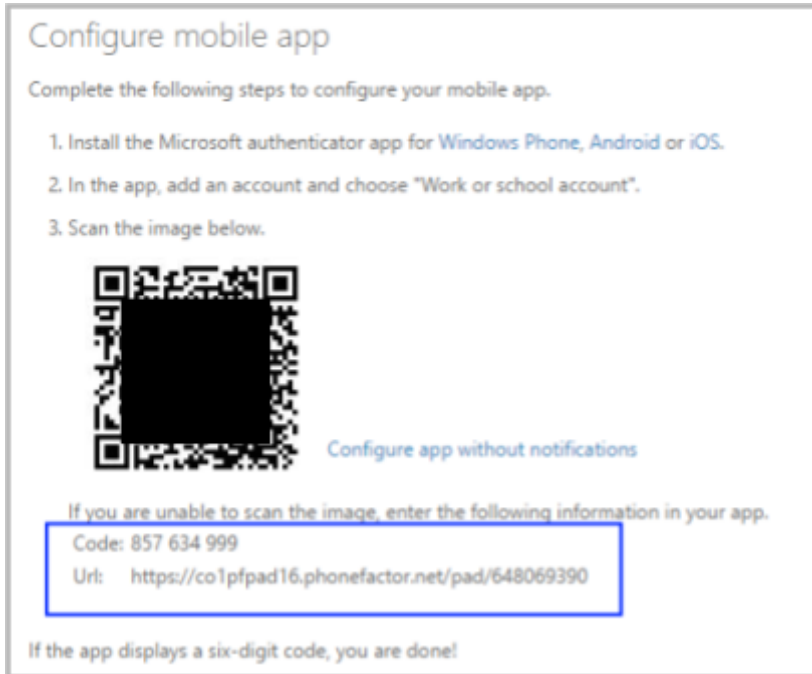 Configure mobile app
Complete the following steps to configure your mobile app.
1. Install the Microsoft authenticator app for Windows Phone, Android or iOS.
2. In the app, add an account and choose "Work or school account".
3. Scan the image below.
Configure app without notifications
If you are unable to scan the image, enter the following information in your app.
Code: 857 634 999
Url: https://co1pfpad16.phonefactor.net/pad/648069390
If the app displays a six-digit code, you are done!